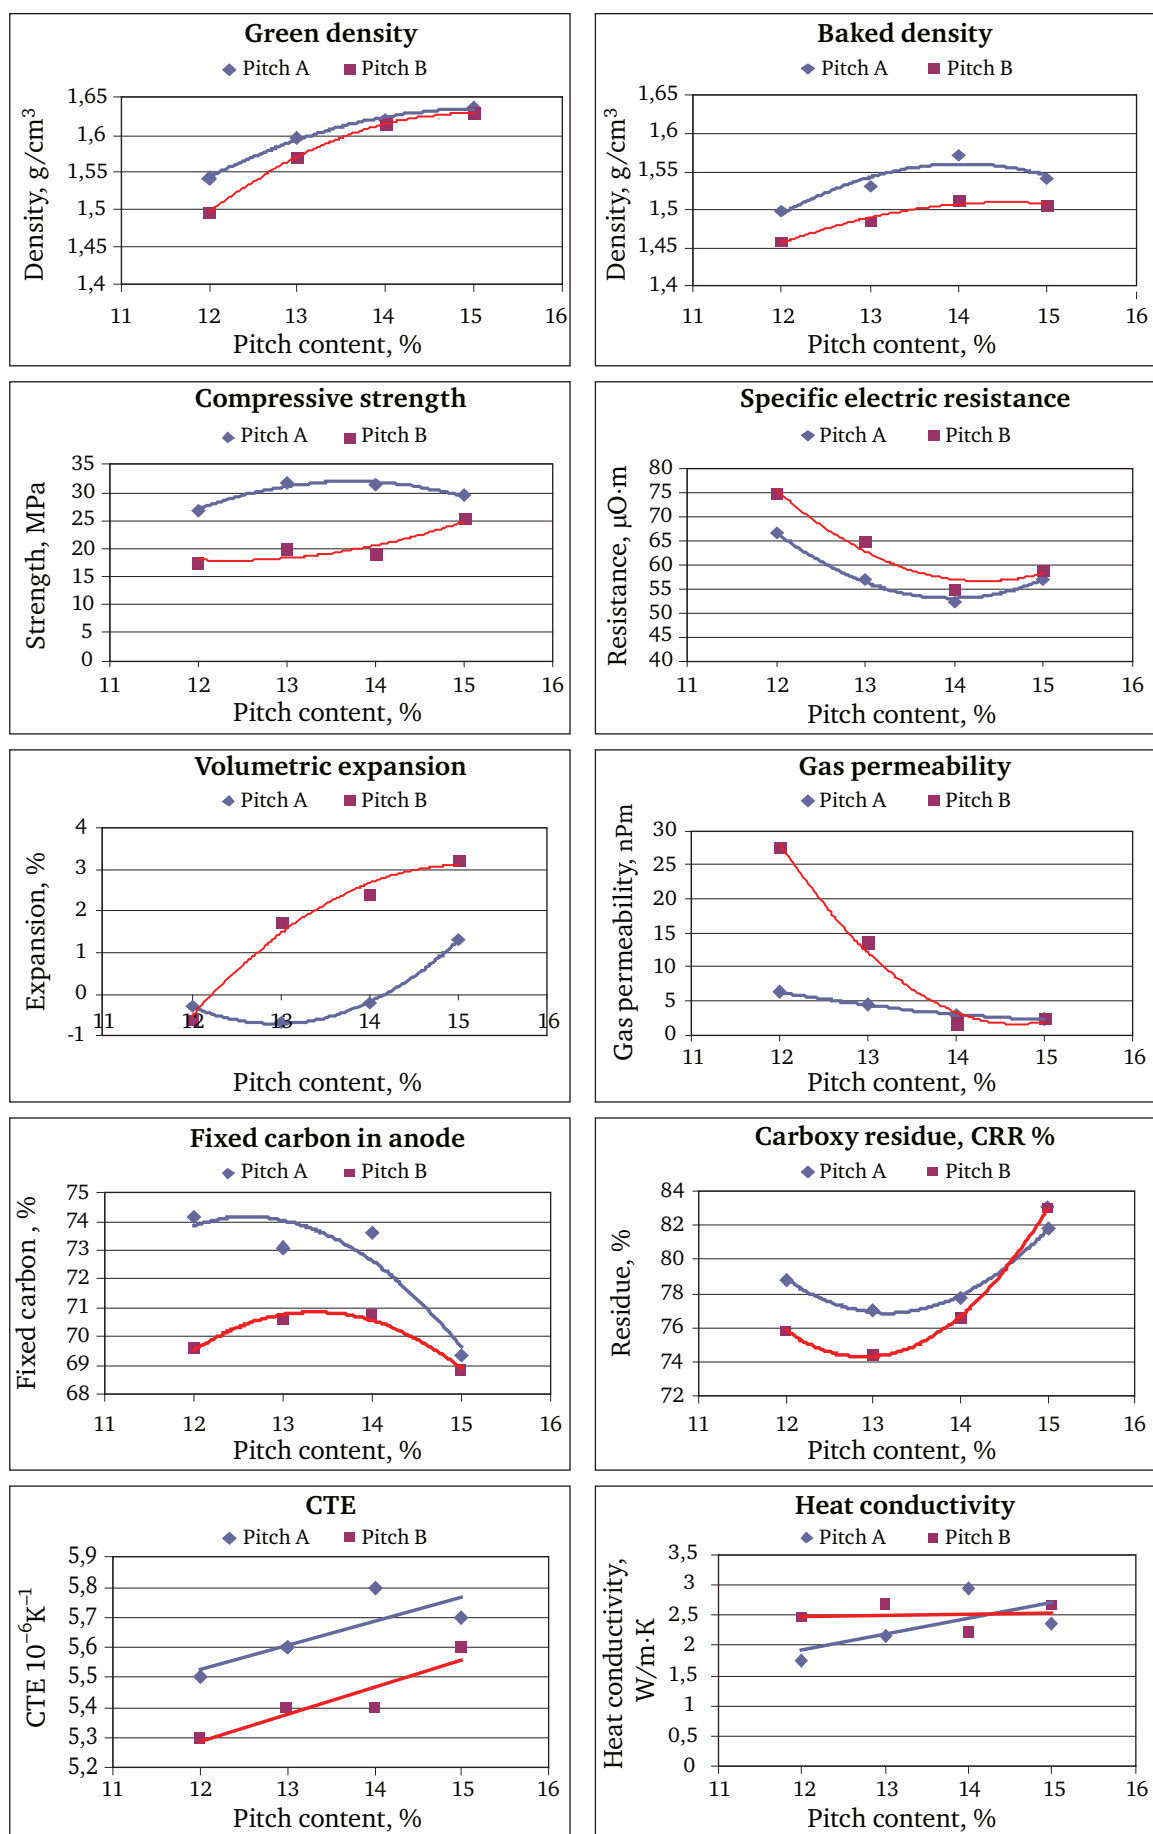 Green density
Pitch A Pitch B
Density, g/cm³
1,65
1,6
1,55
1,5
1,45
1,4
11 12 13 14 15 16
Pitch content, %
Baked density
Pitch A Pitch B
Density, g/cm³
1,65
1,6
1,55
1,5
1,45
1,4
11 12 13 14 15 16
Pitch content, %
Compressive strength
Pitch A Pitch B
Strength, MPa
35
30
25
20
15
10
5
0
11 12 13 14 15 16
Pitch content, %
Specific electric resistance
Pitch A Pitch B
Resistance, μO·m
80
75
70
65
60
55
50
45
40
11 12 13 14 15 16
Pitch content, %
Volumetric expansion
Pitch A Pitch B
Expansion, %
4
3
2
1
0
-1
11 12 13 14 15 16
Pitch content, %
Gas permeability
Pitch A Pitch B
Gas permeability, nPm
30
25
20
15
10
5
0
11 12 13 14 15 16
Pitch content, %
Fixed carbon in anode
Pitch A Pitch B
Fixed carbon , %
75
74
73
72
71
70
69
68
11 12 13 14 15 16
Pitch content, %
Carboxy residue, CRR %
Pitch A Pitch B
Residue, %
84
82
80
78
76
74
72
11 12 13 14 15 16
Pitch content, %
CTE
Pitch A Pitch B
CTE 10⁻⁶K⁻¹
5,9
5,8
5,7
5,6
5,5
5,4
5,3
5,2
11 12 13 14 15 16
Pitch content, %
Heat conductivity
Pitch A Pitch B
Heat conductivity,
W/m·K
3,5
3
2,5
2
1,5
1
0,5
0
11 12 13 14 15 16
Pitch content, %